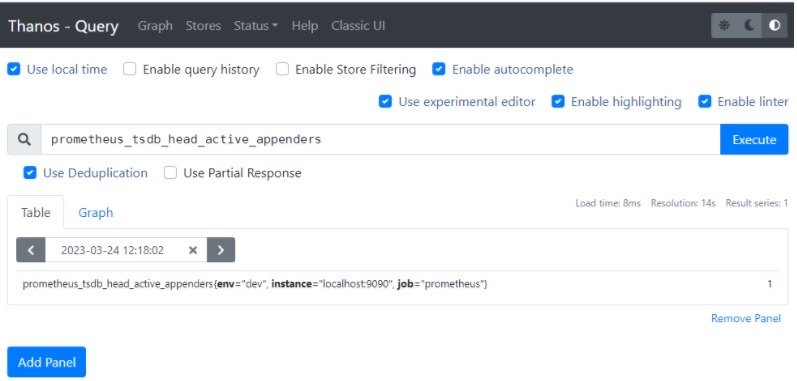 Thanos - Query Graph Stores Status Help Classic UI
Use local time Enable query history Enable Store Filtering Enable autocomplete
Use experimental editor Enable highlighting Enable linter
prometheus_tsdb_head_active_appenders Execute
Use Deduplication Use Partial Response
Table Graph Load time: 8ms Resolution: 14s Result series: 1
2023-03-24 12:18:02
prometheus_tsdb_head_active_appenders{env="dev", instance="localhost:9090", job="prometheus"} 1
Remove Panel
Add Panel